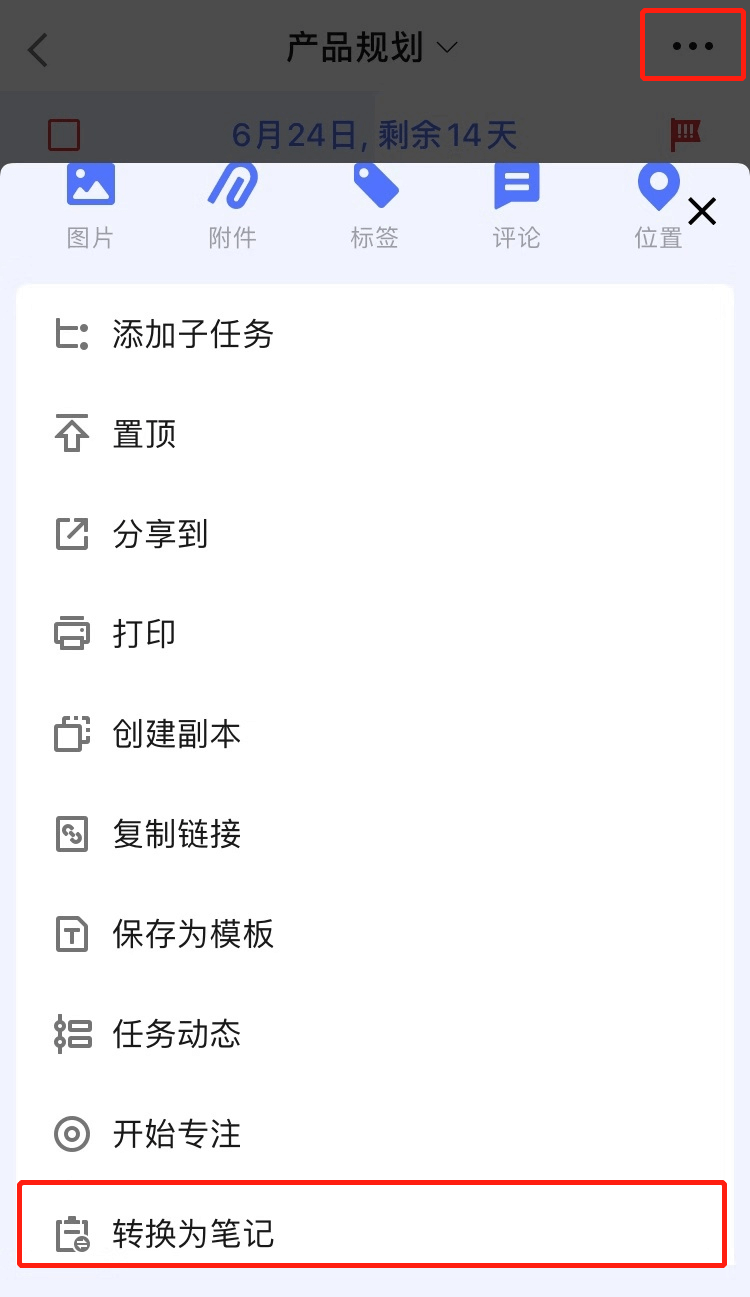 产品规划
6月24日, 剩余14天
图片 附件 标签 评论 位置
添加子任务
置顶
分享到
打印
创建副本
复制链接
保存为模板
任务动态
开始专注
转换为笔记